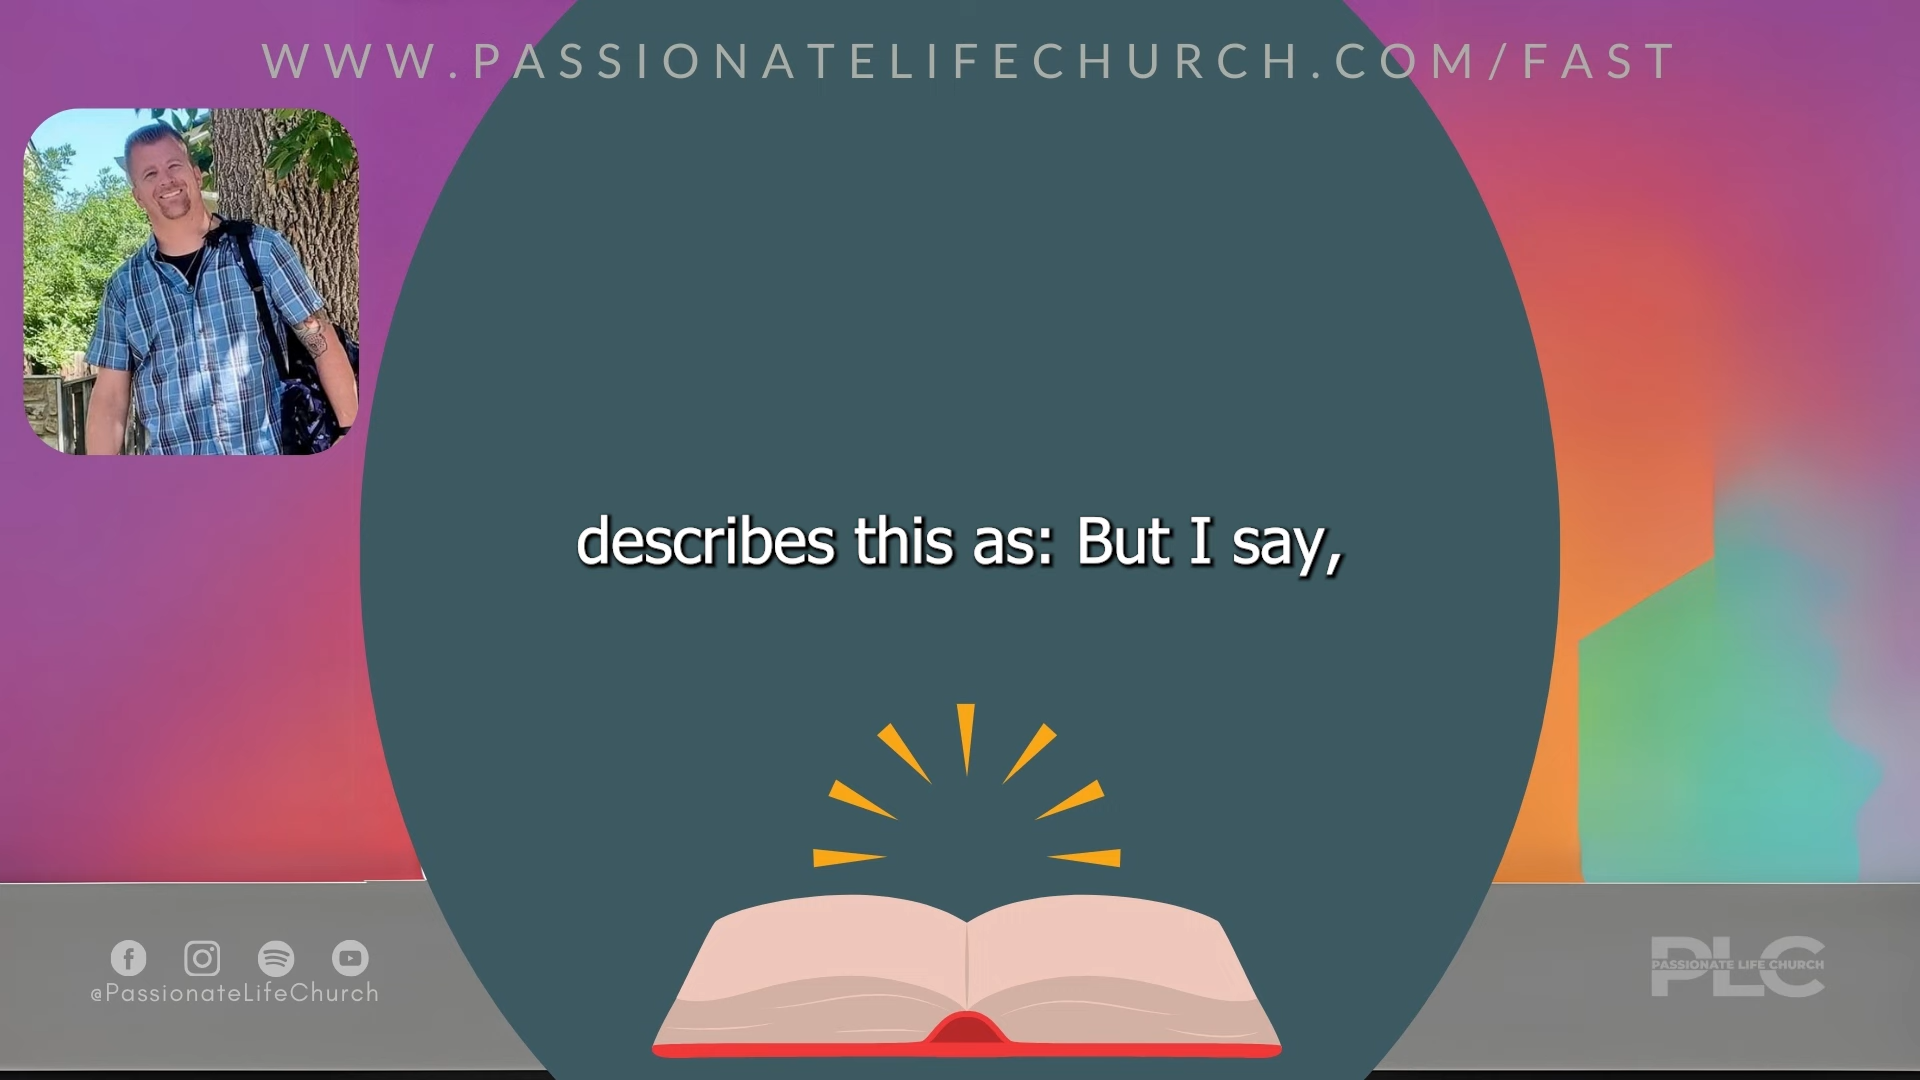 WWW.PASSIONATELIFECHURCH.COM/FAST
describes this as: But I say,
@PassionateLifeChurch
PLC
PASSIONATE LIFE CHURCH